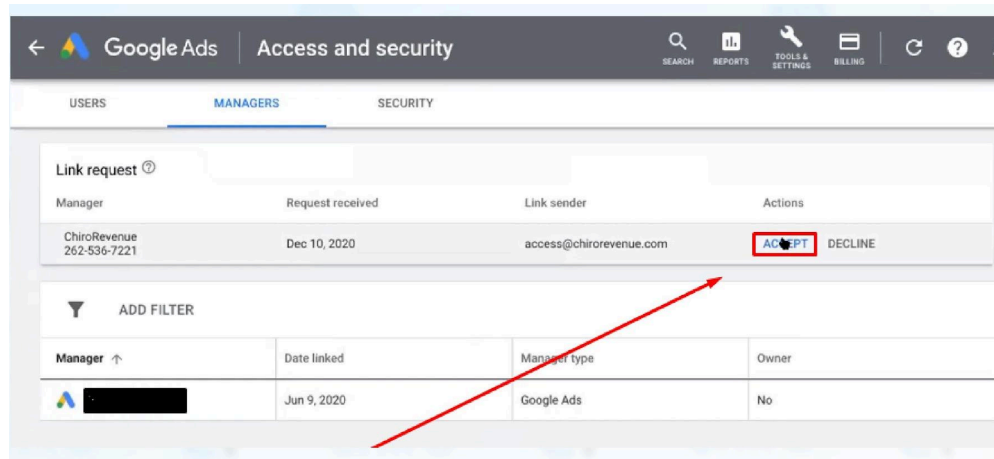 Google Ads Access and security
SEARCH REPORTS TOOLS & SETTINGS BILLING
USERS MANAGERS SECURITY
Link request
Manager Request received Link sender Actions
ChiroRevenue
262-536-7221 Dec 10, 2020 access@chirorevenue.com ACCEPT DECLINE
ADD FILTER
Manager Date linked Manager type Owner
Jun 9, 2020 Google Ads No